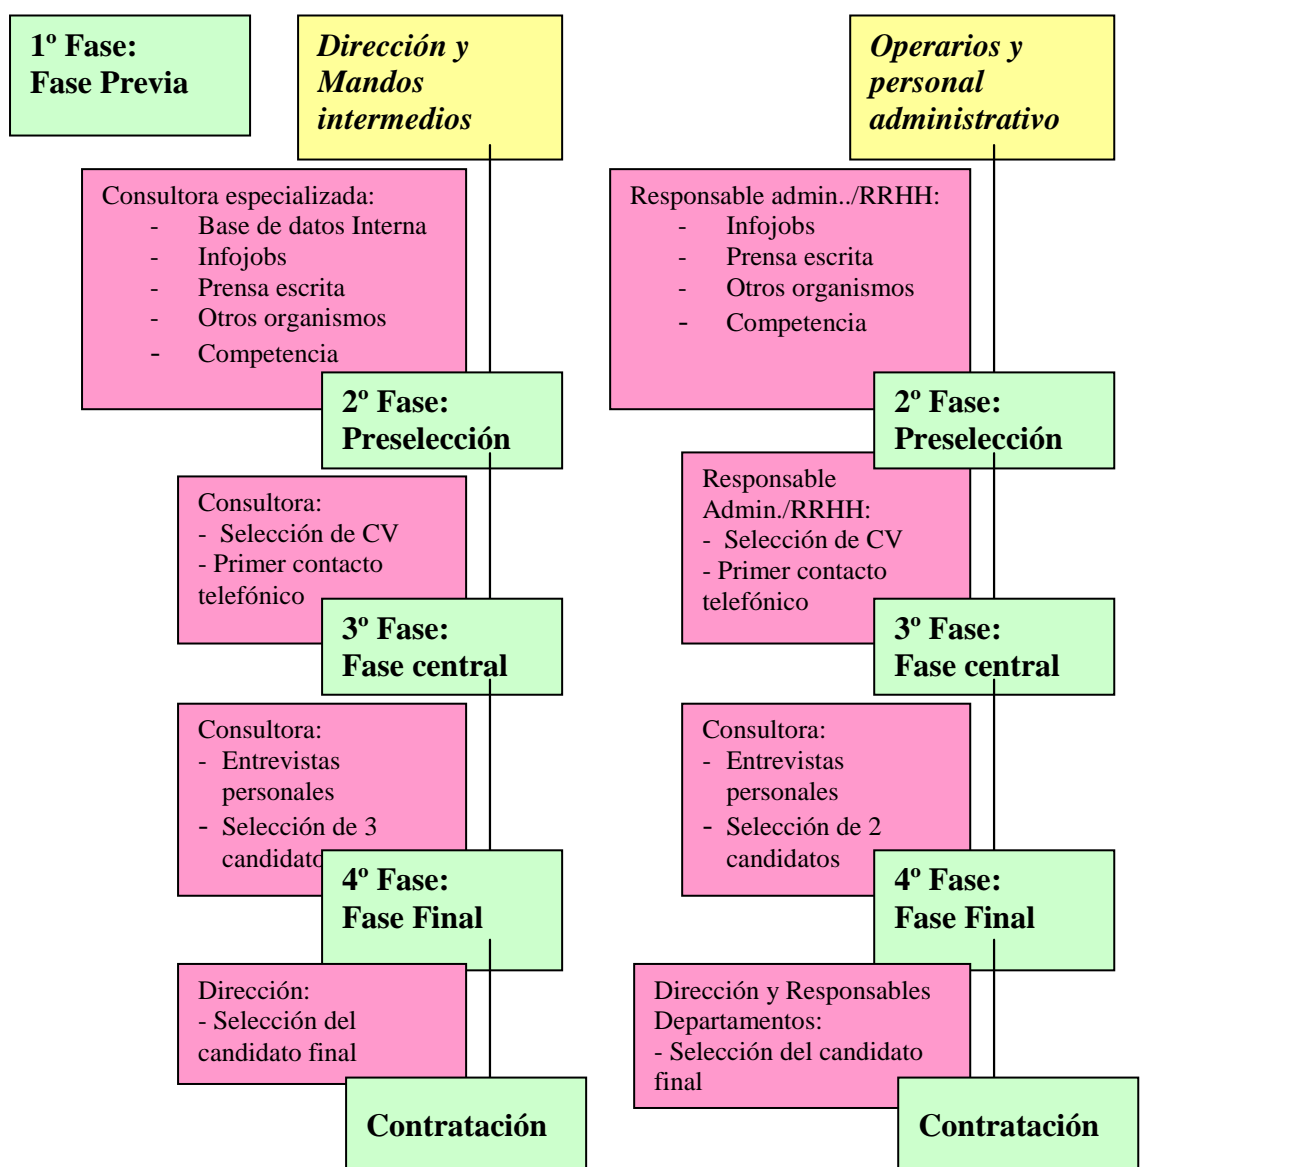 1º Fase:
Fase Previa
Dirección y
Mandos
intermedios
Operarios y
personal
administrativo
Consultora especializada:
- Base de datos Interna
- Infojobs
- Prensa escrita
- Otros organismos
- Competencia
Responsable admin../RRHH:
- Infojobs
- Prensa escrita
- Otros organismos
- Competencia
2º Fase:
Preselección
2º Fase:
Preselección
Consultora:
- Selección de CV
- Primer contacto
telefónico
Responsable
Admin./RRHH:
- Selección de CV
- Primer contacto
telefónico
3º Fase:
Fase central
3º Fase:
Fase central
Consultora:
- Entrevistas
personales
- Selección de 3
candidato
Consultora:
- Entrevistas
personales
- Selección de 2
candidatos
4º Fase:
Fase Final
4º Fase:
Fase Final
Dirección:
- Selección del
candidato final
Dirección y Responsables
Departamentos:
- Selección del candidato
final
Contratación
Contratación